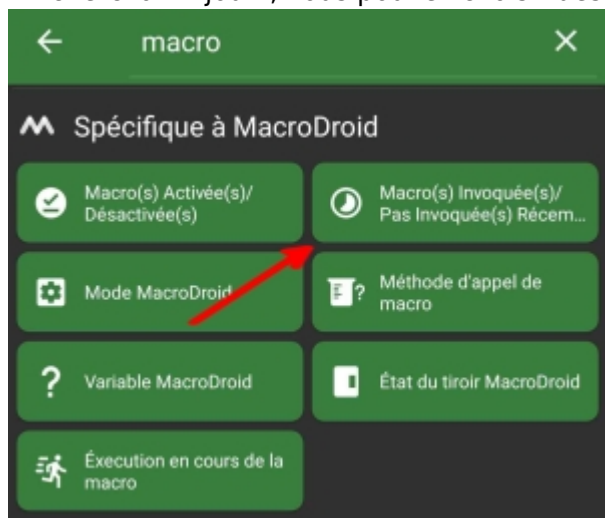 macro
Spécifique à MacroDroid
Macro(s) Activée(s)/
Désactivée(s)
Macro(s) Invoquée(s)/
Pas Invoquée(s) Récem...
Mode MacroDroid
Méthode d'appel de
macro
Variable MacroDroid
État du tiroir MacroDroid
Éxecution en cours de la
macro